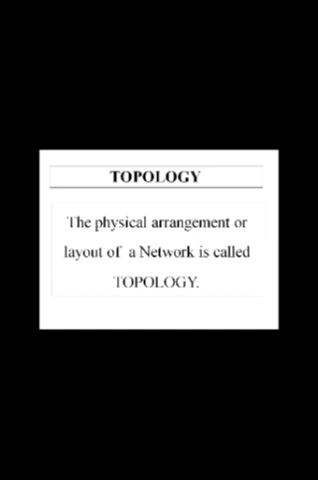 TOPOLOGY
The physical arrangement or
layout of a Network is called
TOPOLOGY.